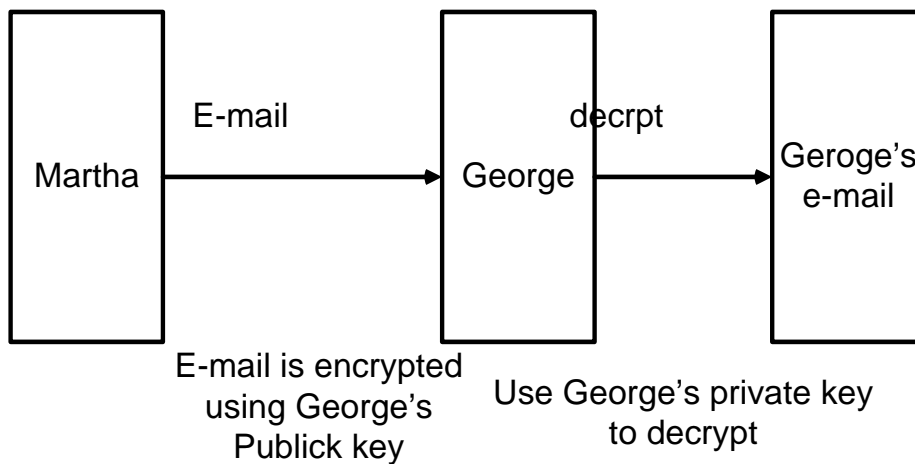 E-mail
decrpt
Martha
George
Geroge's
e-mail
E-mail is encrypted
using George's
Publick key
Use George's private key
to decrypt